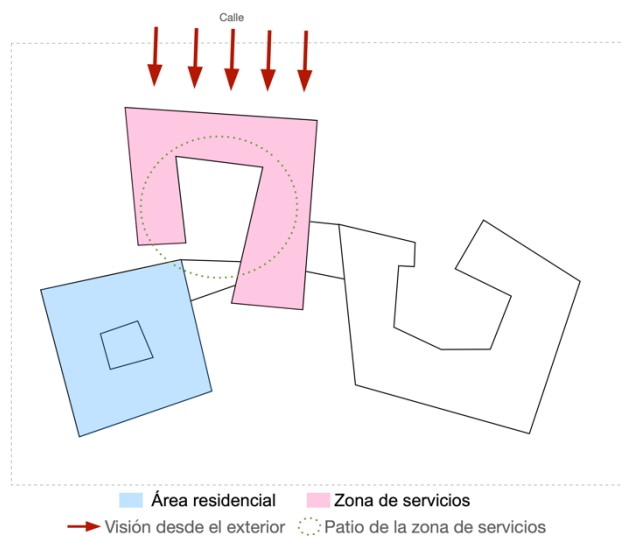 Calle
Área residencial Zona de servicios
Visión desde el exterior Patio de la zona de servicios